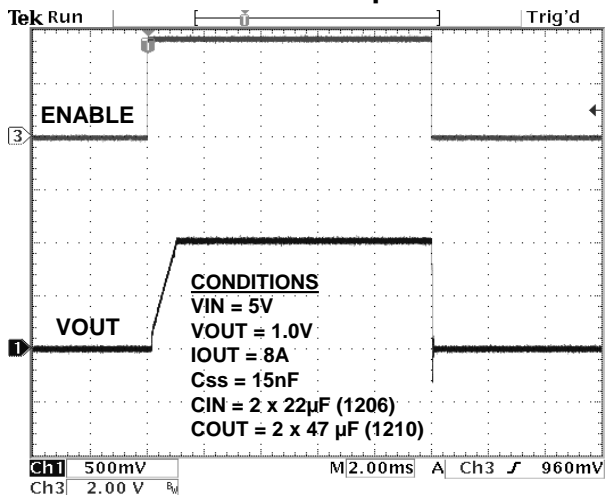 Tek Run Trig'd
T
ENABLE
3
CONDITIONS
VIN = 5V
VOUT
VOUT = 1.0V
1
IOUT = 8A
Css = 15nF
CIN = 2 x 22µF (1206)
COUT = 2 x 47 µF (1210)
Ch1 500mV M 2.00ms A Ch3 960mV
Ch3 2.00 V BW